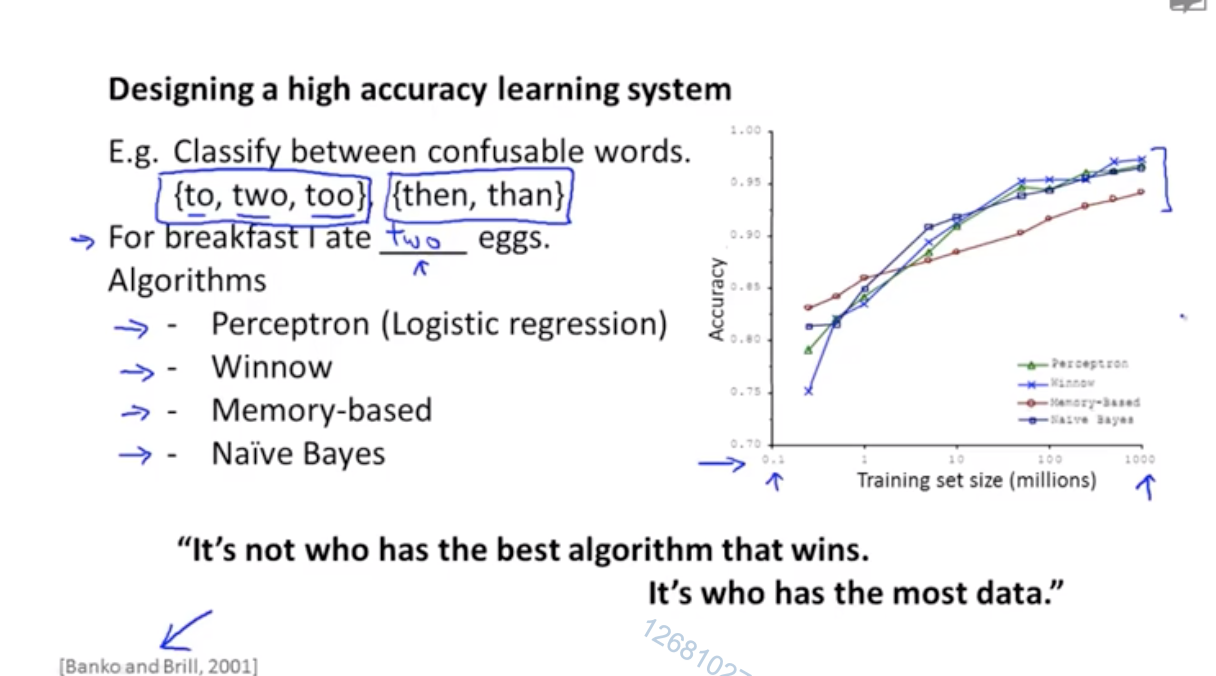 Designing a high accuracy learning system
E.g. Classify between confusable words.
{to, two, too}, {then, than}
For breakfast I ate two eggs.
Algorithms
- Perceptron (Logistic regression)
- Winnow
- Memory-based
- Naïve Bayes
Accuracy
1.00
0.95
0.90
0.85
0.80
0.75
0.70
0.1 1 10 100 1000
Training set size (millions)
Perceptron
Winnow
Memory-Based
Naive Bayes
“It’s not who has the best algorithm that wins.
It’s who has the most data.”
[Banko and Brill, 2001]